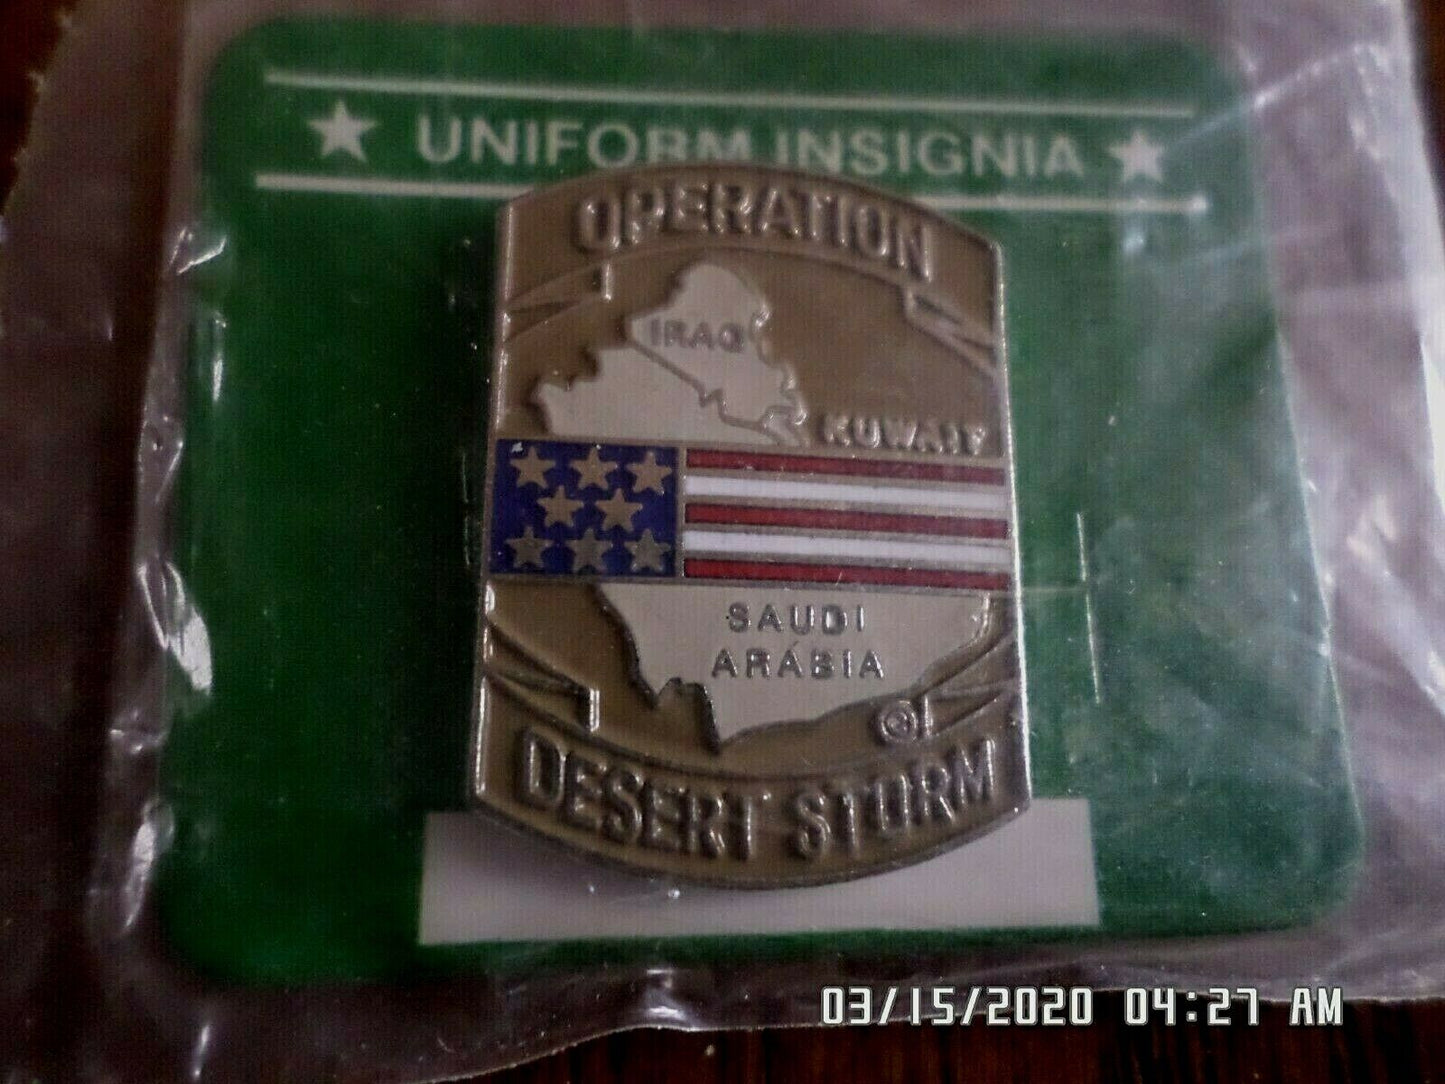 UNIFORM INSIGNIA
OPERATION
IRAQ
KUWAIT
SAUDI
ARABIA
©
DESERT STORM
03/15/2020 04:27 AM